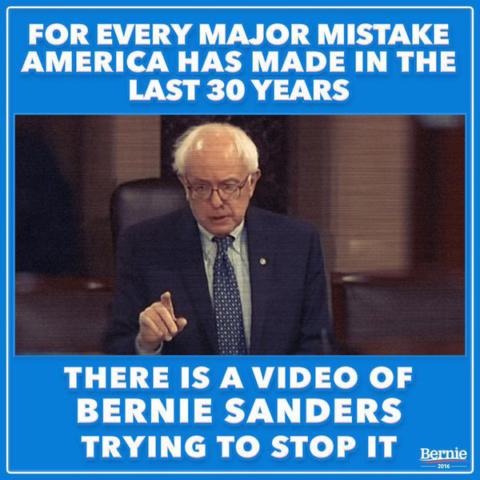 FOR EVERY MAJOR MISTAKE
AMERICA HAS MADE IN THE
LAST 30 YEARS
THERE IS A VIDEO OF
BERNIE SANDERS
TRYING TO STOP IT
Bernie
2016